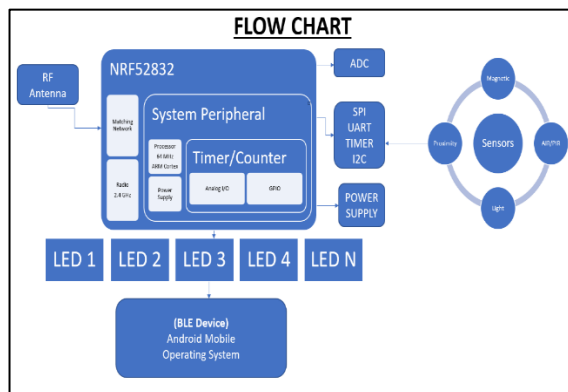 FLOW CHART
NRF52832
RF
Antenna
Matching
Network
Radio
2.4 GHz
System Peripheral
Processor
64 MHz
ARM Cortex
Power
Supply
Timer/Counter
Analog I/O
GPIO
ADC
SPI
UART
TIMER
I2C
POWER
SUPPLY
Magnetic
Proximity
Sensors
Light
LED 1
LED 2
LED 3
LED 4
LED N
(BLE Device)
Android Mobile
Operating System